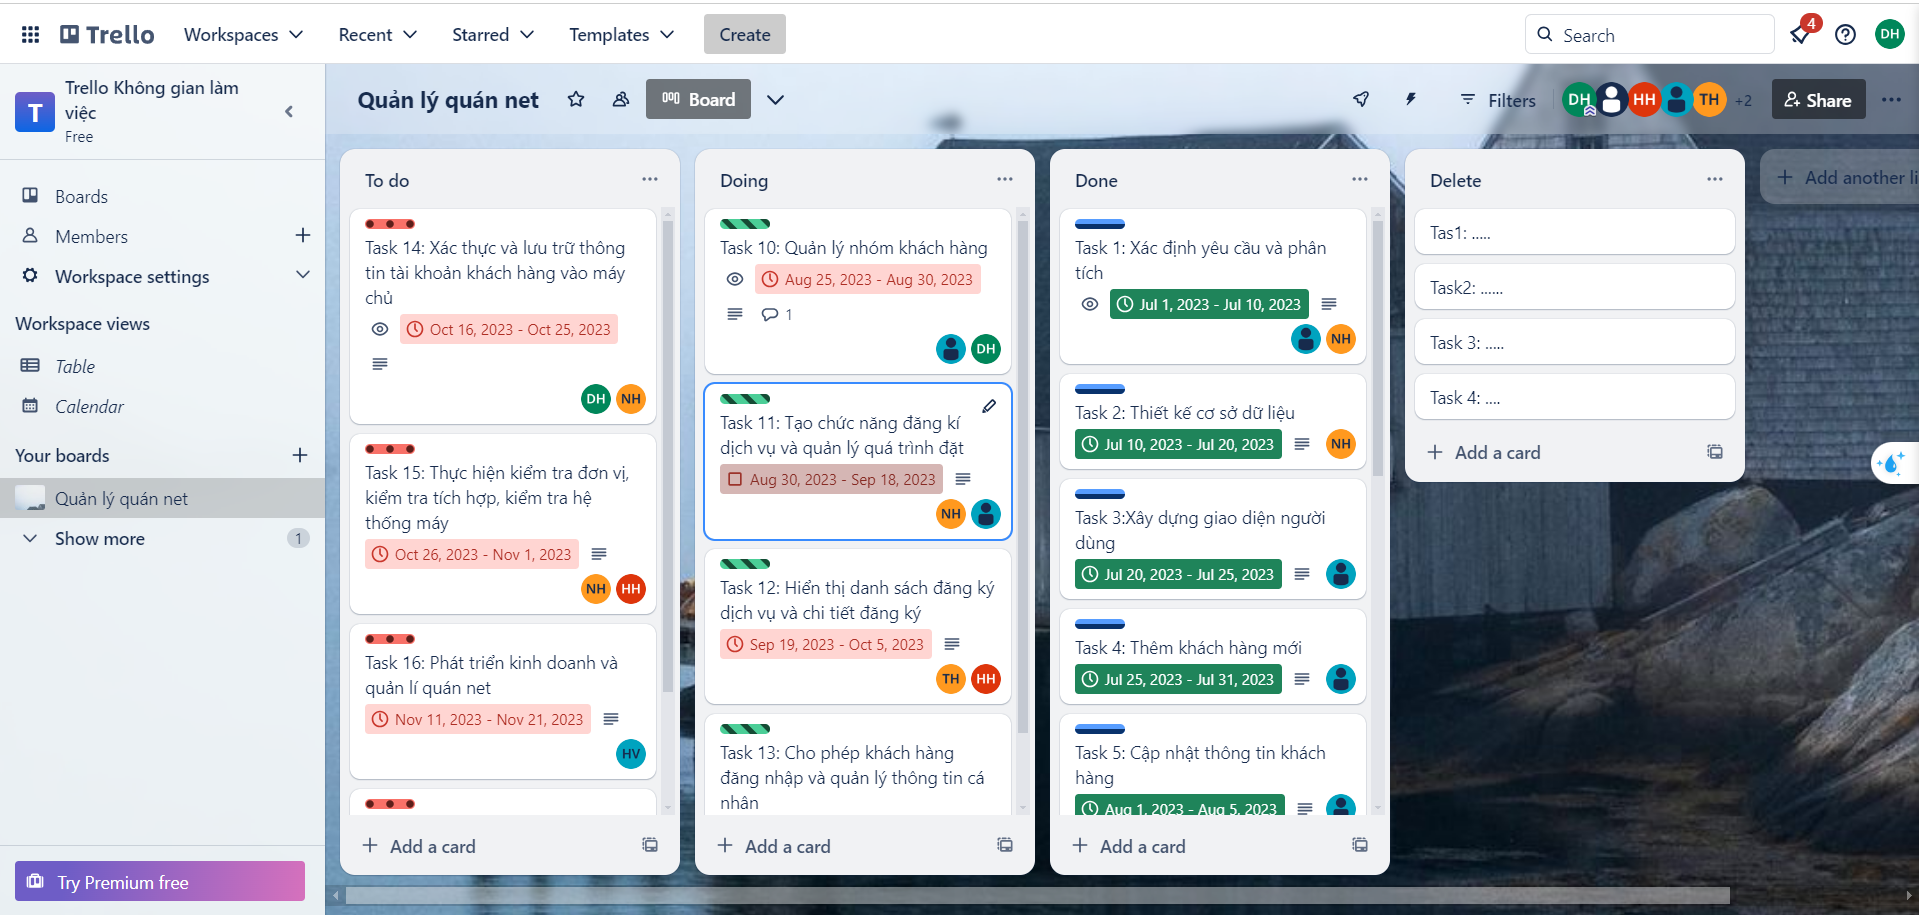 Trello
Workspaces
Recent
Starred
Templates
Create
Search
4
DH
T
Trello Không gian làm
việc
Free
Boards
Members
Workspace settings
Workspace views
Table
Calendar
Your boards
Quản lý quán net
Show more
1
Try Premium free
Quản lý quán net
Board
Filters
DH
HH
TH
+2
Share
To do
Task 14: Xác thực và lưu trữ thông
tin tài khoản khách hàng vào máy
chủ
Oct 16, 2023 - Oct 25, 2023
DH
NH
Task 15: Thực hiện kiểm tra đơn vị,
kiểm tra tích hợp, kiểm tra hệ
thống máy
Oct 26, 2023 - Nov 1, 2023
NH
HH
Task 16: Phát triển kinh doanh và
quản lí quán net
Nov 11, 2023 - Nov 21, 2023
HV
Add a card
Doing
Task 10: Quản lý nhóm khách hàng
Aug 25, 2023 - Aug 30, 2023
1
DH
Task 11: Tạo chức năng đăng kí
dịch vụ và quản lý quá trình đặt
Aug 30, 2023 - Sep 18, 2023
NH
Task 12: Hiển thị danh sách đăng ký
dịch vụ và chi tiết đăng ký
Sep 19, 2023 - Oct 5, 2023
TH
HH
Task 13: Cho phép khách hàng
đăng nhập và quản lý thông tin cá
nhân
Add a card
Done
Task 1: Xác định yêu cầu và phân
tích
Jul 1, 2023 - Jul 10, 2023
NH
Task 2: Thiết kế cơ sở dữ liệu
Jul 10, 2023 - Jul 20, 2023
NH
Task 3:Xây dựng giao diện người
dùng
Jul 20, 2023 - Jul 25, 2023
Task 4: Thêm khách hàng mới
Jul 25, 2023 - Jul 31, 2023
Task 5: Cập nhật thông tin khách
hàng
Aug 1, 2023 - Aug 5, 2023
Add a card
Delete
Tas1: .....
Task2: ......
Task 3: .....
Task 4: ....
Add a card
Add another li